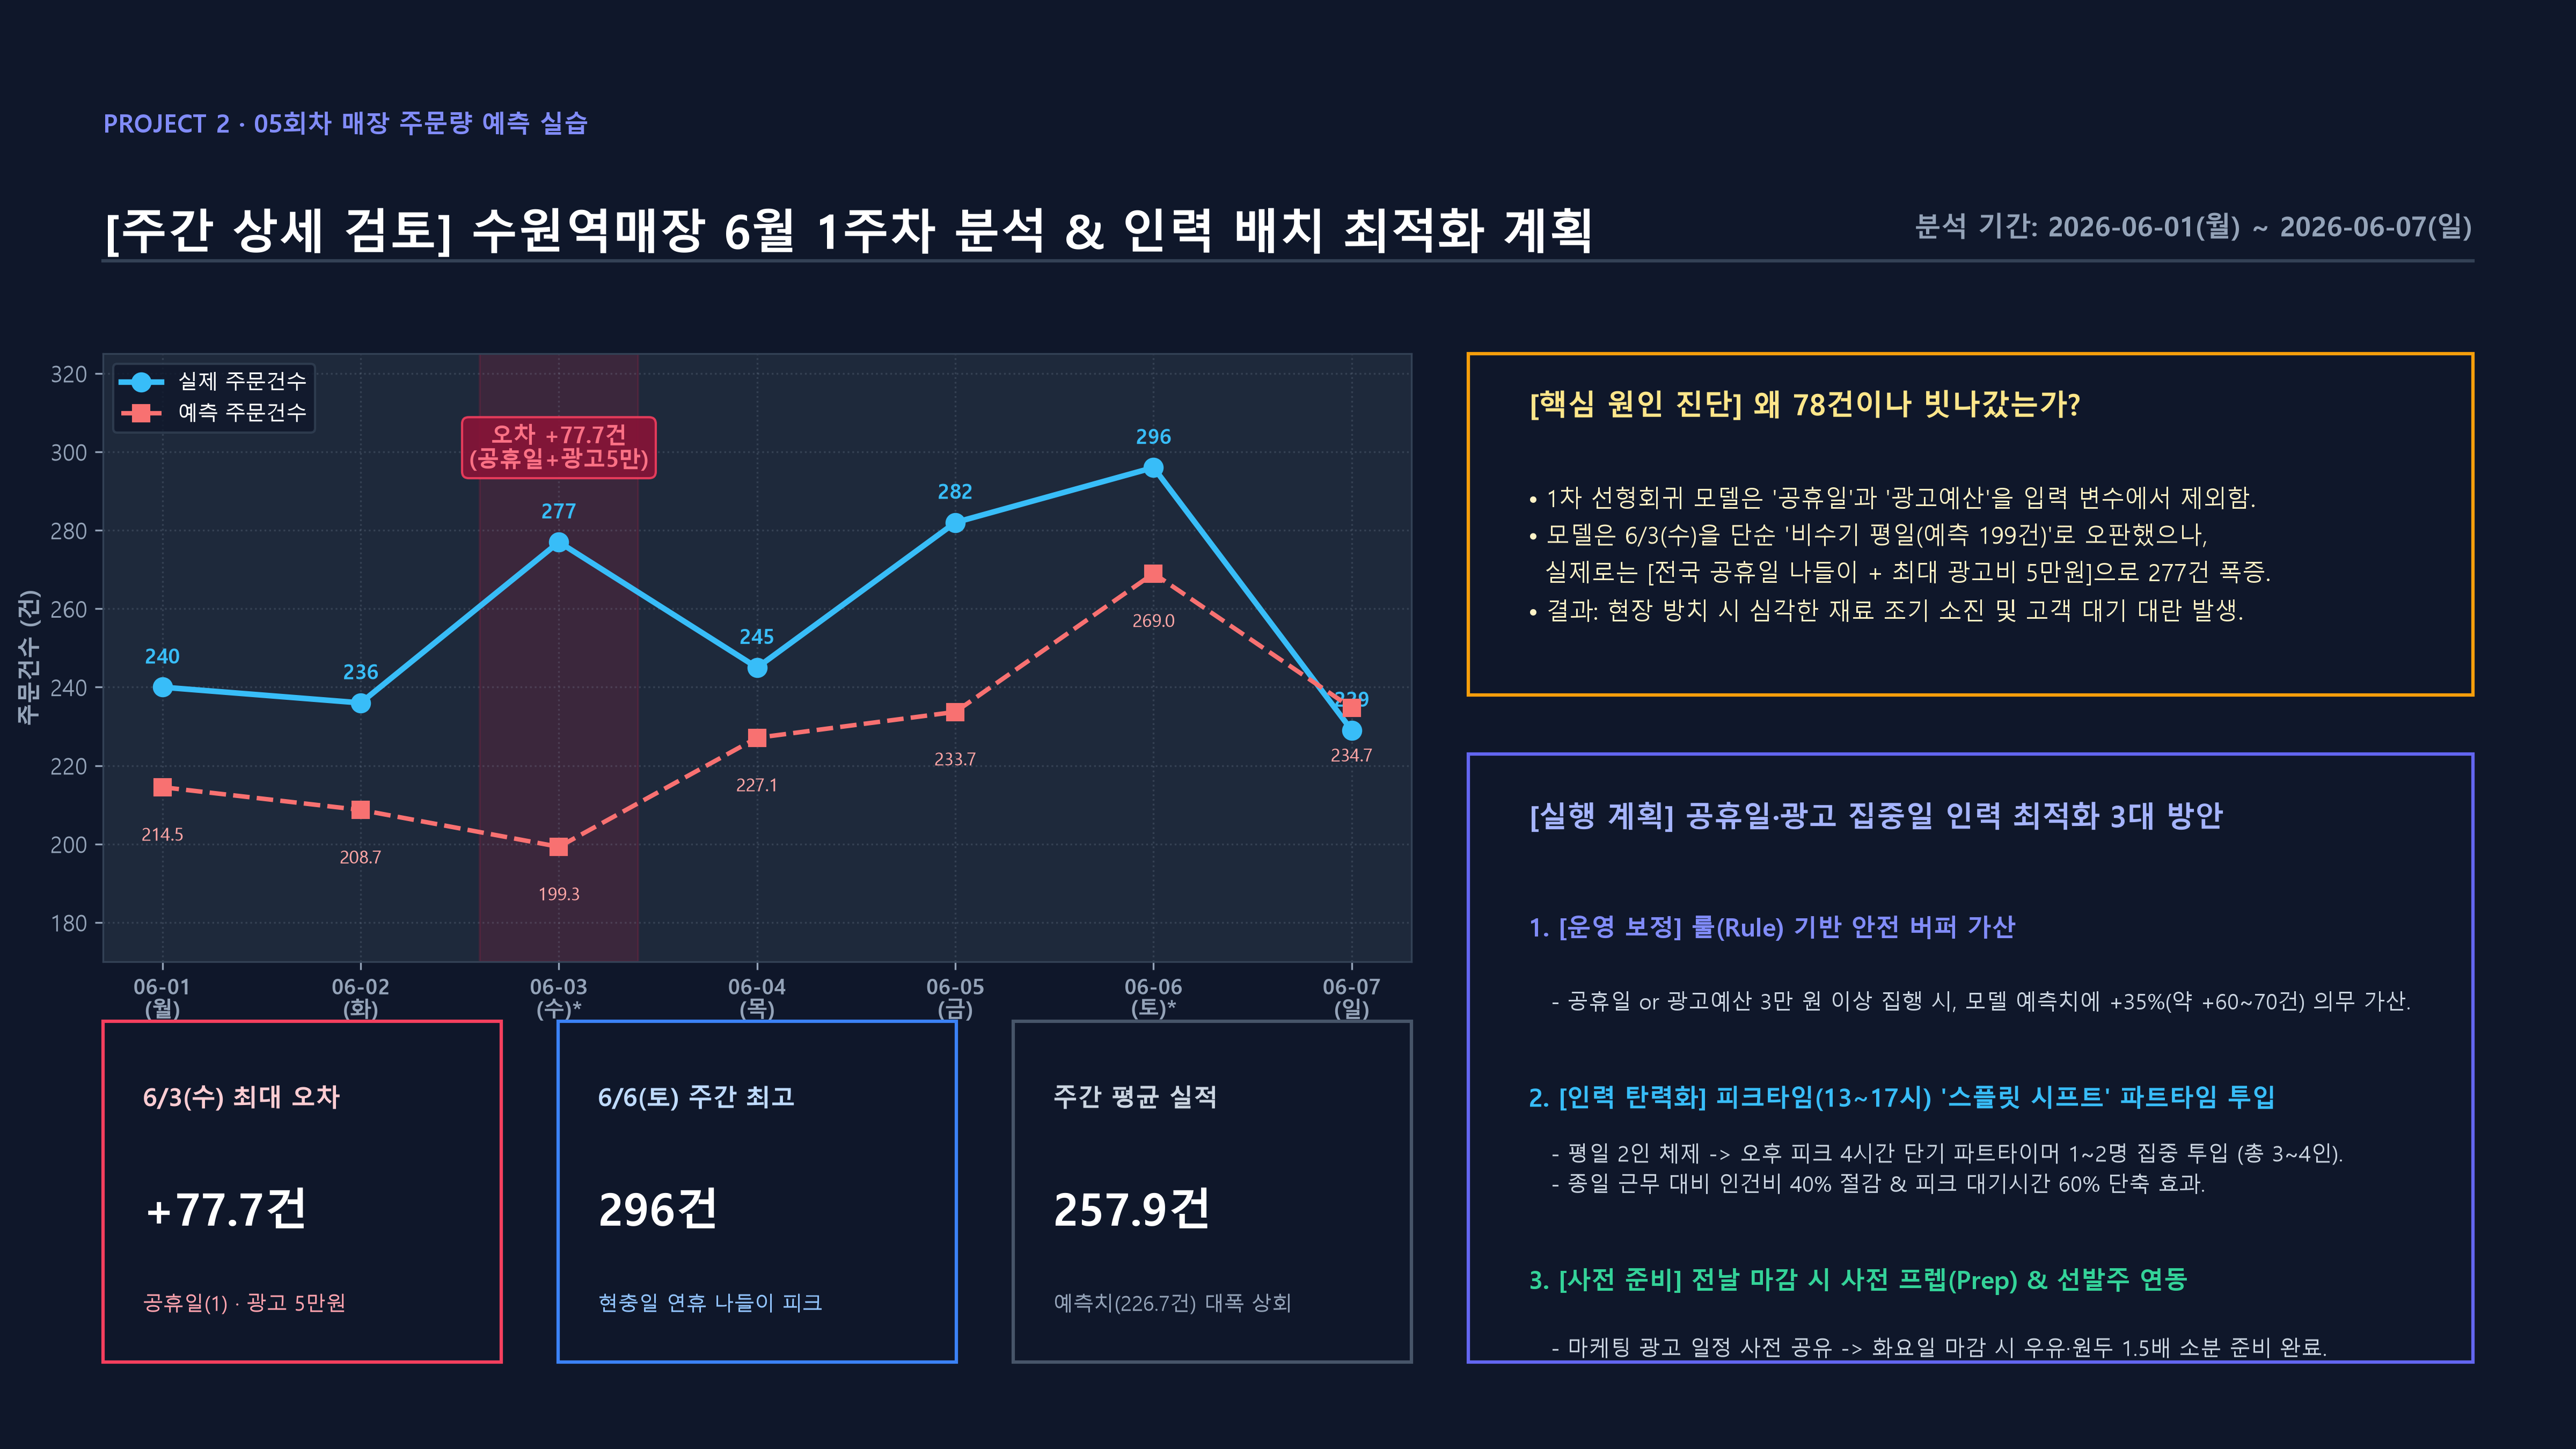 PROJECT 2 · 05회차 매장 주문량 예측 실습
[주간 상세 검토] 수원역매장 6월 1주차 분석 & 인력 배치 최적화 계획
분석 기간: 2026-06-01(월) ~ 2026-06-07(일)
주문건수 (건)
320
300
280
260
240
220
200
180
실제 주문건수
예측 주문건수
오차 +77.7건
(공휴일+광고5만)
240
236
277
245
282
296
229
214.5
208.7
199.3
227.1
233.7
269.0
234.7
06-01
(월)
06-02
(화)
06-03
(수)*
06-04
(목)
06-05
(금)
06-06
(토)*
06-07
(일)
6/3(수) 최대 오차
+77.7건
공휴일(1) · 광고 5만원
6/6(토) 주간 최고
296건
현충일 연휴 나들이 피크
주간 평균 실적
257.9건
예측치(226.7건) 대폭 상회
[핵심 원인 진단] 왜 78건이나 빗나갔는가?
• 1차 선형회귀 모델은 '공휴일'과 '광고예산'을 입력 변수에서 제외함.
• 모델은 6/3(수)을 단순 '비수기 평일(예측 199건)'로 오판했으나,
실제로는 [전국 공휴일 나들이 + 최대 광고비 5만원]으로 277건 폭증.
• 결과: 현장 방치 시 심각한 재료 조기 소진 및 고객 대기 대란 발생.
[실행 계획] 공휴일·광고 집중일 인력 최적화 3대 방안
1. [운영 보정] 룰(Rule) 기반 안전 버퍼 가산
- 공휴일 or 광고예산 3만 원 이상 집행 시, 모델 예측치에 +35%(약 +60~70건) 의무 가산.
2. [인력 탄력화] 피크타임(13~17시) '스플릿 시프트' 파트타임 투입
- 평일 2인 체제 -> 오후 피크 4시간 단기 파트타이머 1~2명 집중 투입 (총 3~4인).
- 종일 근무 대비 인건비 40% 절감 & 피크 대기시간 60% 단축 효과.
3. [사전 준비] 전날 마감 시 사전 프렙(Prep) & 선발주 연동
- 마케팅 광고 일정 사전 공유 -> 화요일 마감 시 우유·원두 1.5배 소분 준비 완료.